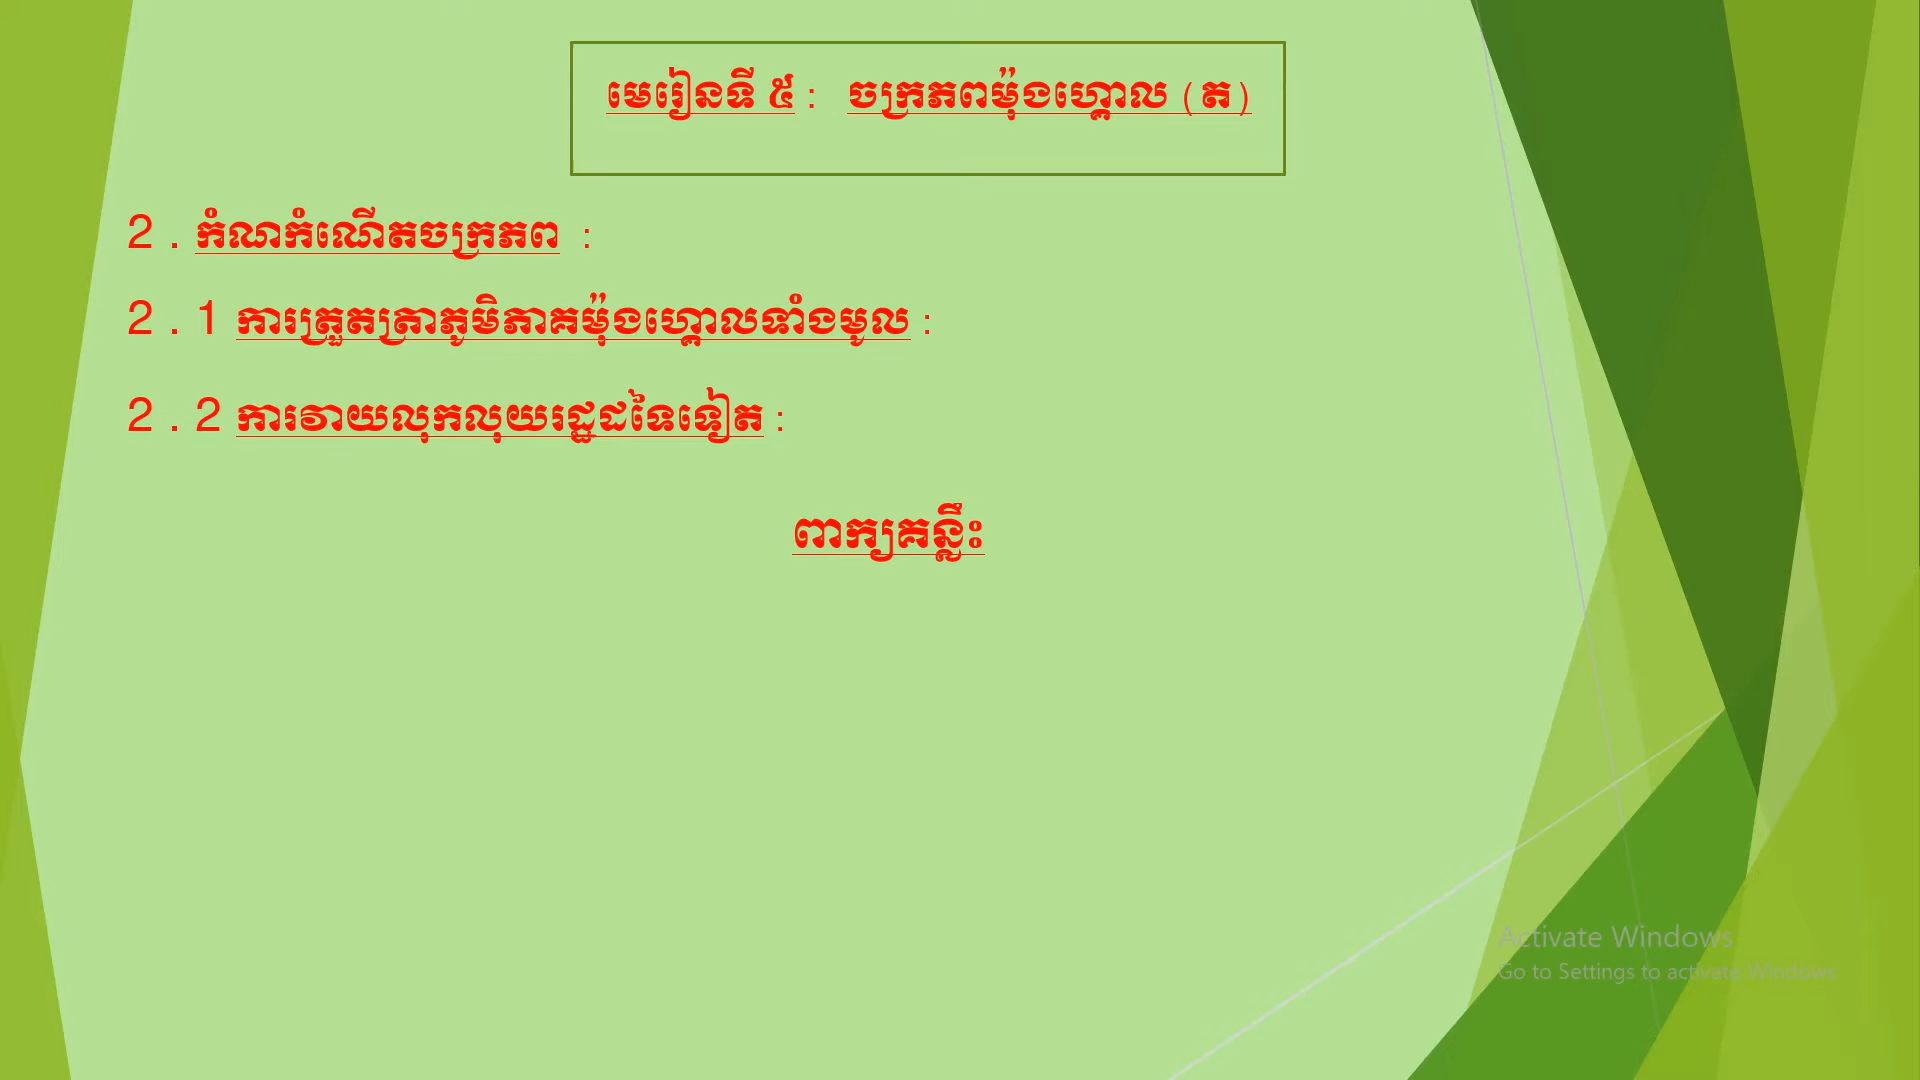 មេរៀនទី ៥ : ចក្រភពម៉ុងហ្គោល (ត)
2 . កំណកំណើតចក្រភព :
2 . 1 ការត្រួតត្រាភូមិភាគម៉ុងហ្គោលទាំងមូល :
2 . 2 ការវាយលុកលុយរដ្ឋដទៃទៀត :
ពាក្យគន្លឹះ
Activate Windows
Go to Settings to activate Windows.